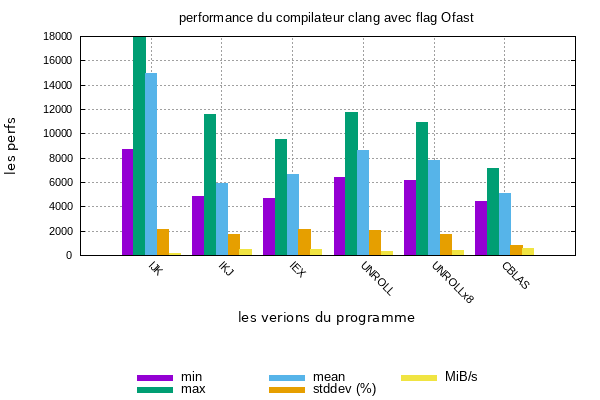 performance du compilateur clang avec flag Ofast
18000
16000
14000
12000
10000
8000
6000
4000
2000
0
les perfs
IJK
IKJ
IEX
UNROLL
UNROLLx8
CBLAS
les verions du programme
min
mean
MiB/s
max
stddev (%)